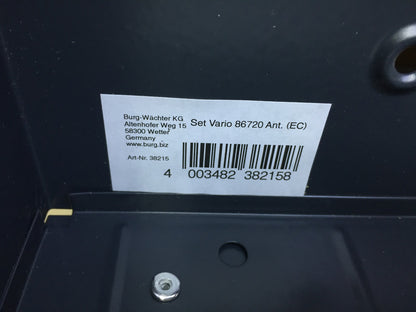 Burg-Wächter KG
Altenhofer Weg 15
58300 Wetter
Germany
www.burg.biz
Art-Nr. 38215
Set Vario 86720 Ant. (EC)
4 003482 382158